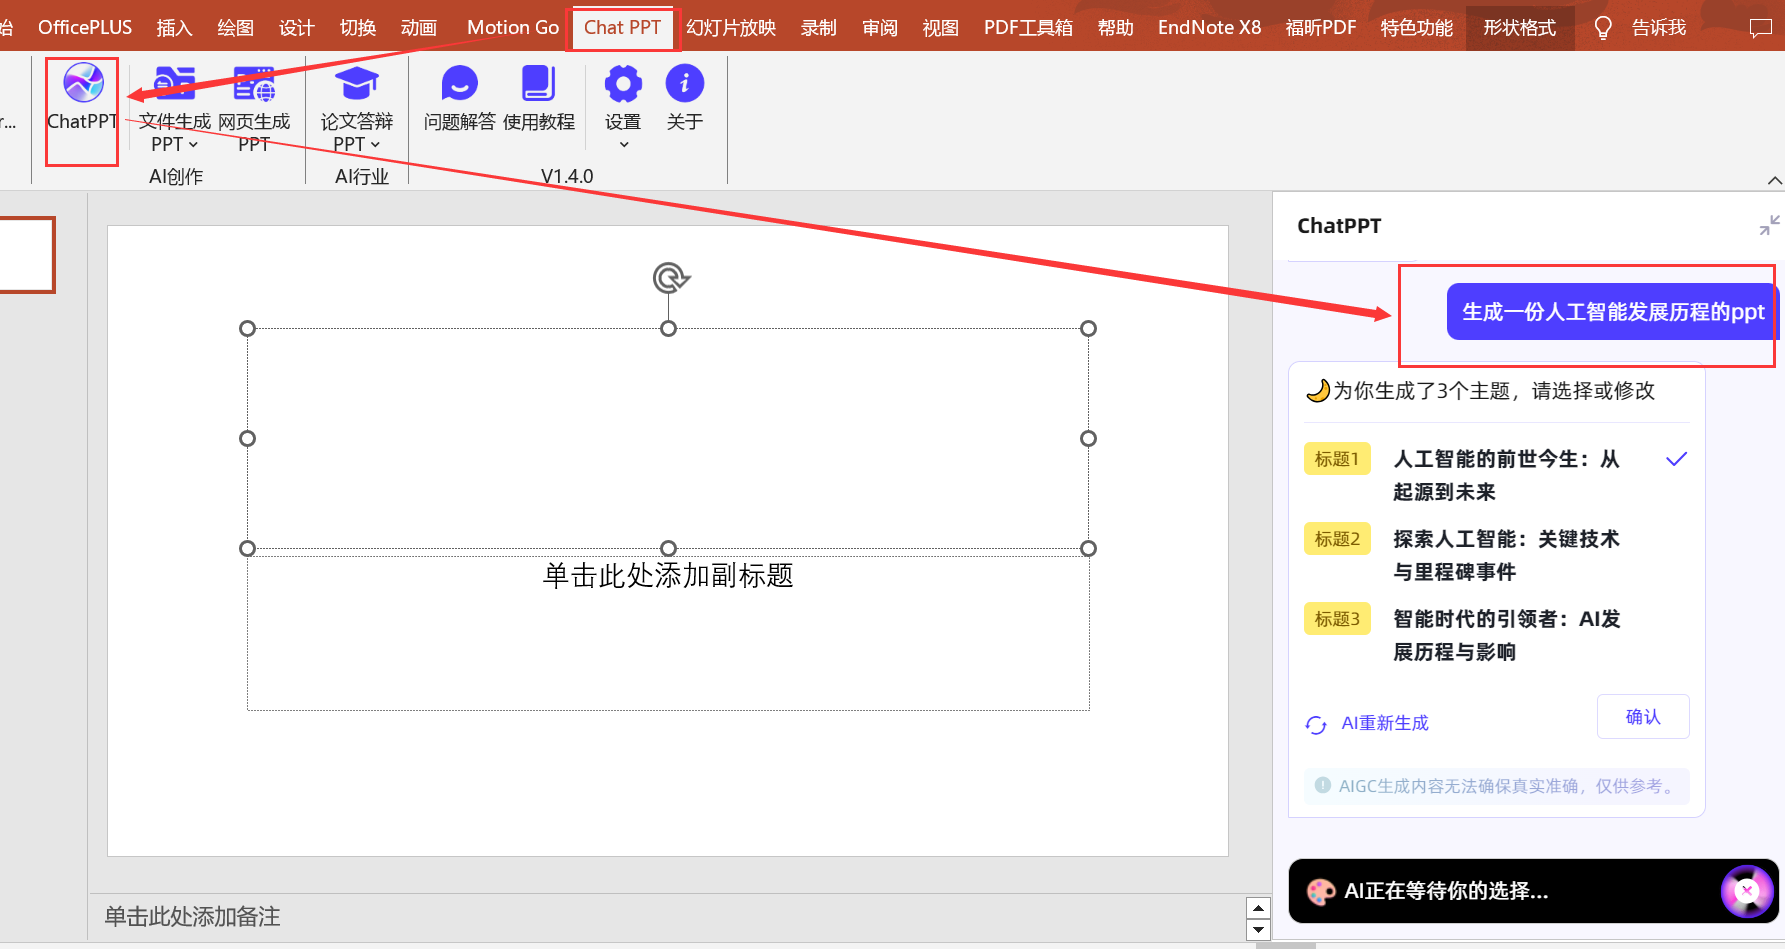 始 OfficePLUS 插入 绘图 设计 切换 动画 Motion Go Chat PPT 幻灯片放映 录制 审阅 视图 PDF工具箱 帮助 EndNote X8 福昕PDF 特色功能 形状格式 告诉我
r... ChatPPT 文件生成 网页生成 论文答辩 问题解答 使用教程 设置 关于
PPT PPT PPT
AI创作 AI行业 V1.4.0
单击此处添加副标题
单击此处添加备注
ChatPPT
生成一份人工智能发展历程的ppt
为你生成了3个主题，请选择或修改
标题1 人工智能的前世今生：从
起源到未来
标题2 探索人工智能：关键技术
与里程碑事件
标题3 智能时代的引领者：AI发
展历程与影响
AI重新生成 确认
AIGC生成内容无法确保真实准确，仅供参考。
AI正在等待你的选择...